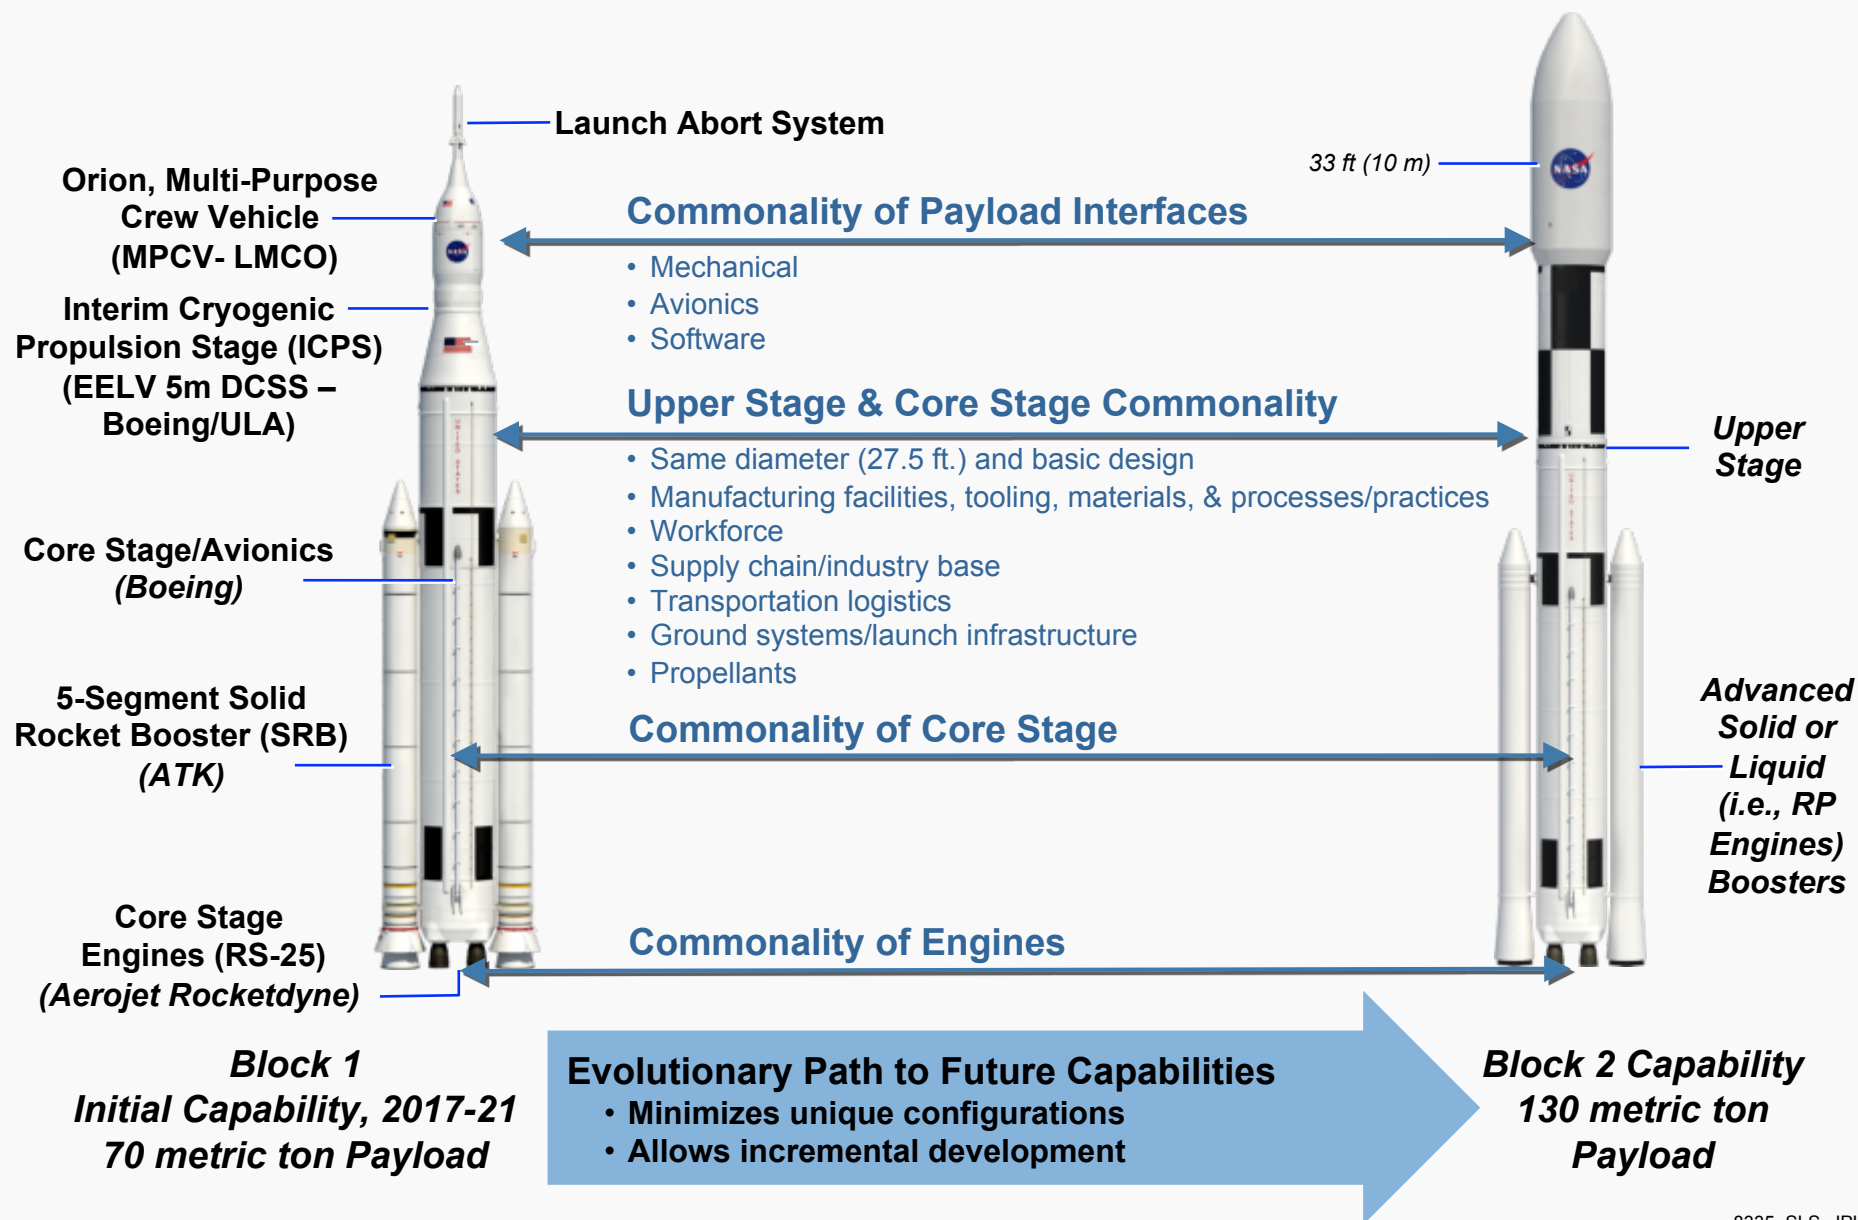 Launch Abort System
Orion, Multi-Purpose
Crew Vehicle
(MPCV- LMCO)
Interim Cryogenic
Propulsion Stage (ICPS)
(EELV 5m DCSS –
Boeing/ULA)
Core Stage/Avionics
(Boeing)
5-Segment Solid
Rocket Booster (SRB)
(ATK)
Core Stage
Engines (RS-25)
(Aerojet Rocketdyne)
Block 1
Initial Capability, 2017-21
70 metric ton Payload
NASA
UNITED STATES
Commonality of Payload Interfaces
• Mechanical
• Avionics
• Software
Upper Stage & Core Stage Commonality
• Same diameter (27.5 ft.) and basic design
• Manufacturing facilities, tooling, materials, & processes/practices
• Workforce
• Supply chain/industry base
• Transportation logistics
• Ground systems/launch infrastructure
• Propellants
Commonality of Core Stage
Commonality of Engines
Evolutionary Path to Future Capabilities
• Minimizes unique configurations
• Allows incremental development
33 ft (10 m)
NASA
UNITED STATES
Upper
Stage
Advanced
Solid or
Liquid
(i.e., RP
Engines)
Boosters
Block 2 Capability
130 metric ton
Payload